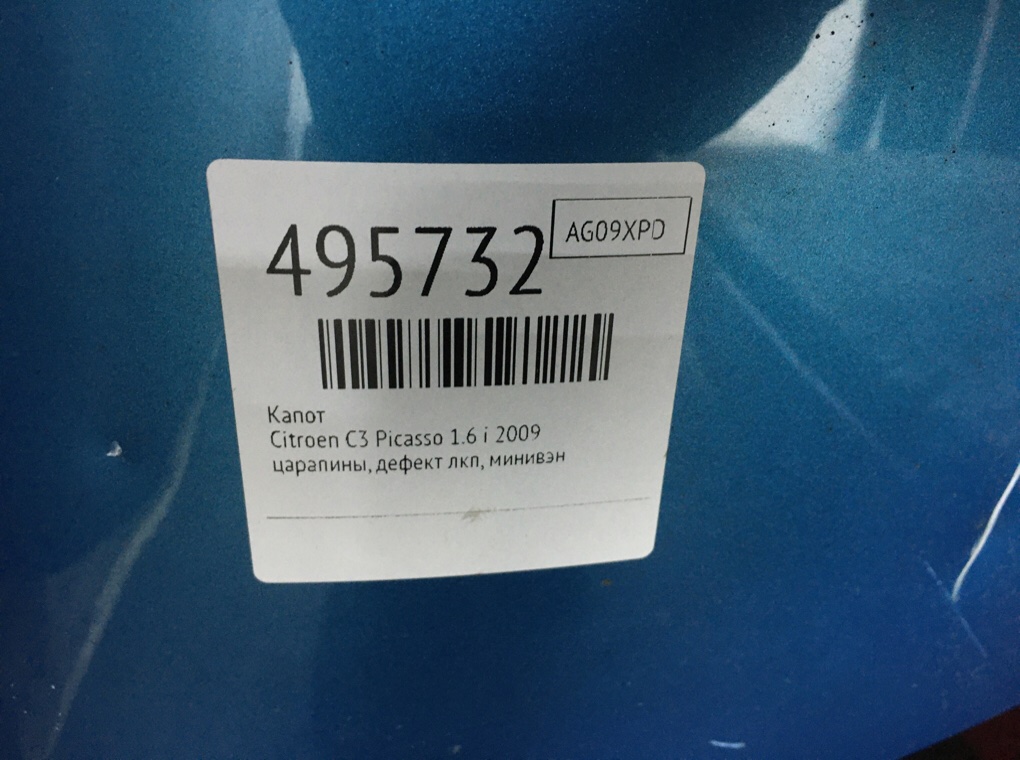 495732
AG09XPD
Капот
Citroen C3 Picasso 1.6 i 2009
царапины, дефект лкп, минивэн